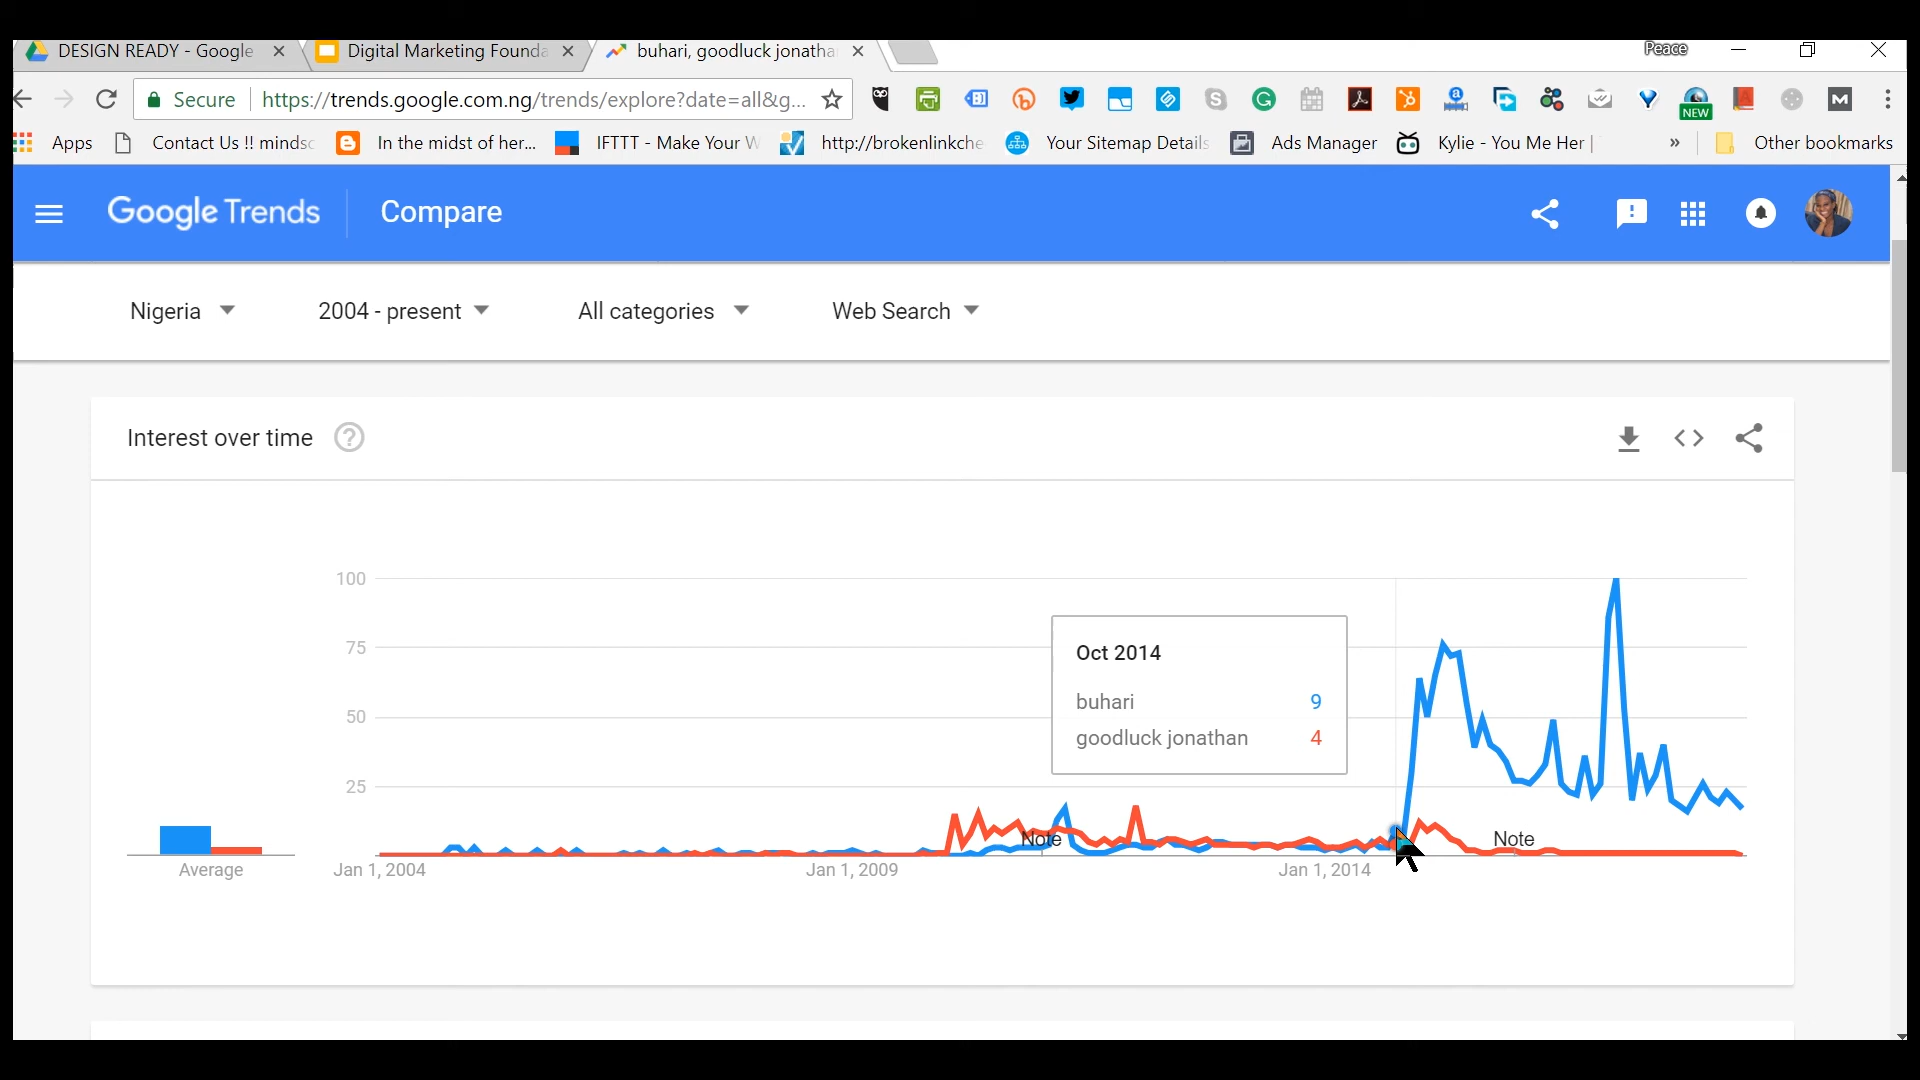 DESIGN READY - Google
Digital Marketing Founda
buhari, goodluck jonatha
Peace
Secure
https://trends.google.com.ng/trends/explore?date=all&g...
NEW
Apps
Contact Us !! mindsc
In the midst of her...
IFTTT - Make Your W
http://brokenlinkche
Your Sitemap Details
Ads Manager
Kylie - You Me Her |
»
Other bookmarks
Google Trends
Compare
Nigeria
2004 - present
All categories
Web Search
Interest over time
100
75
50
25
Oct 2014
buhari 9
goodluck jonathan 4
Note
Note
Average
Jan 1, 2004
Jan 1, 2009
Jan 1, 2014